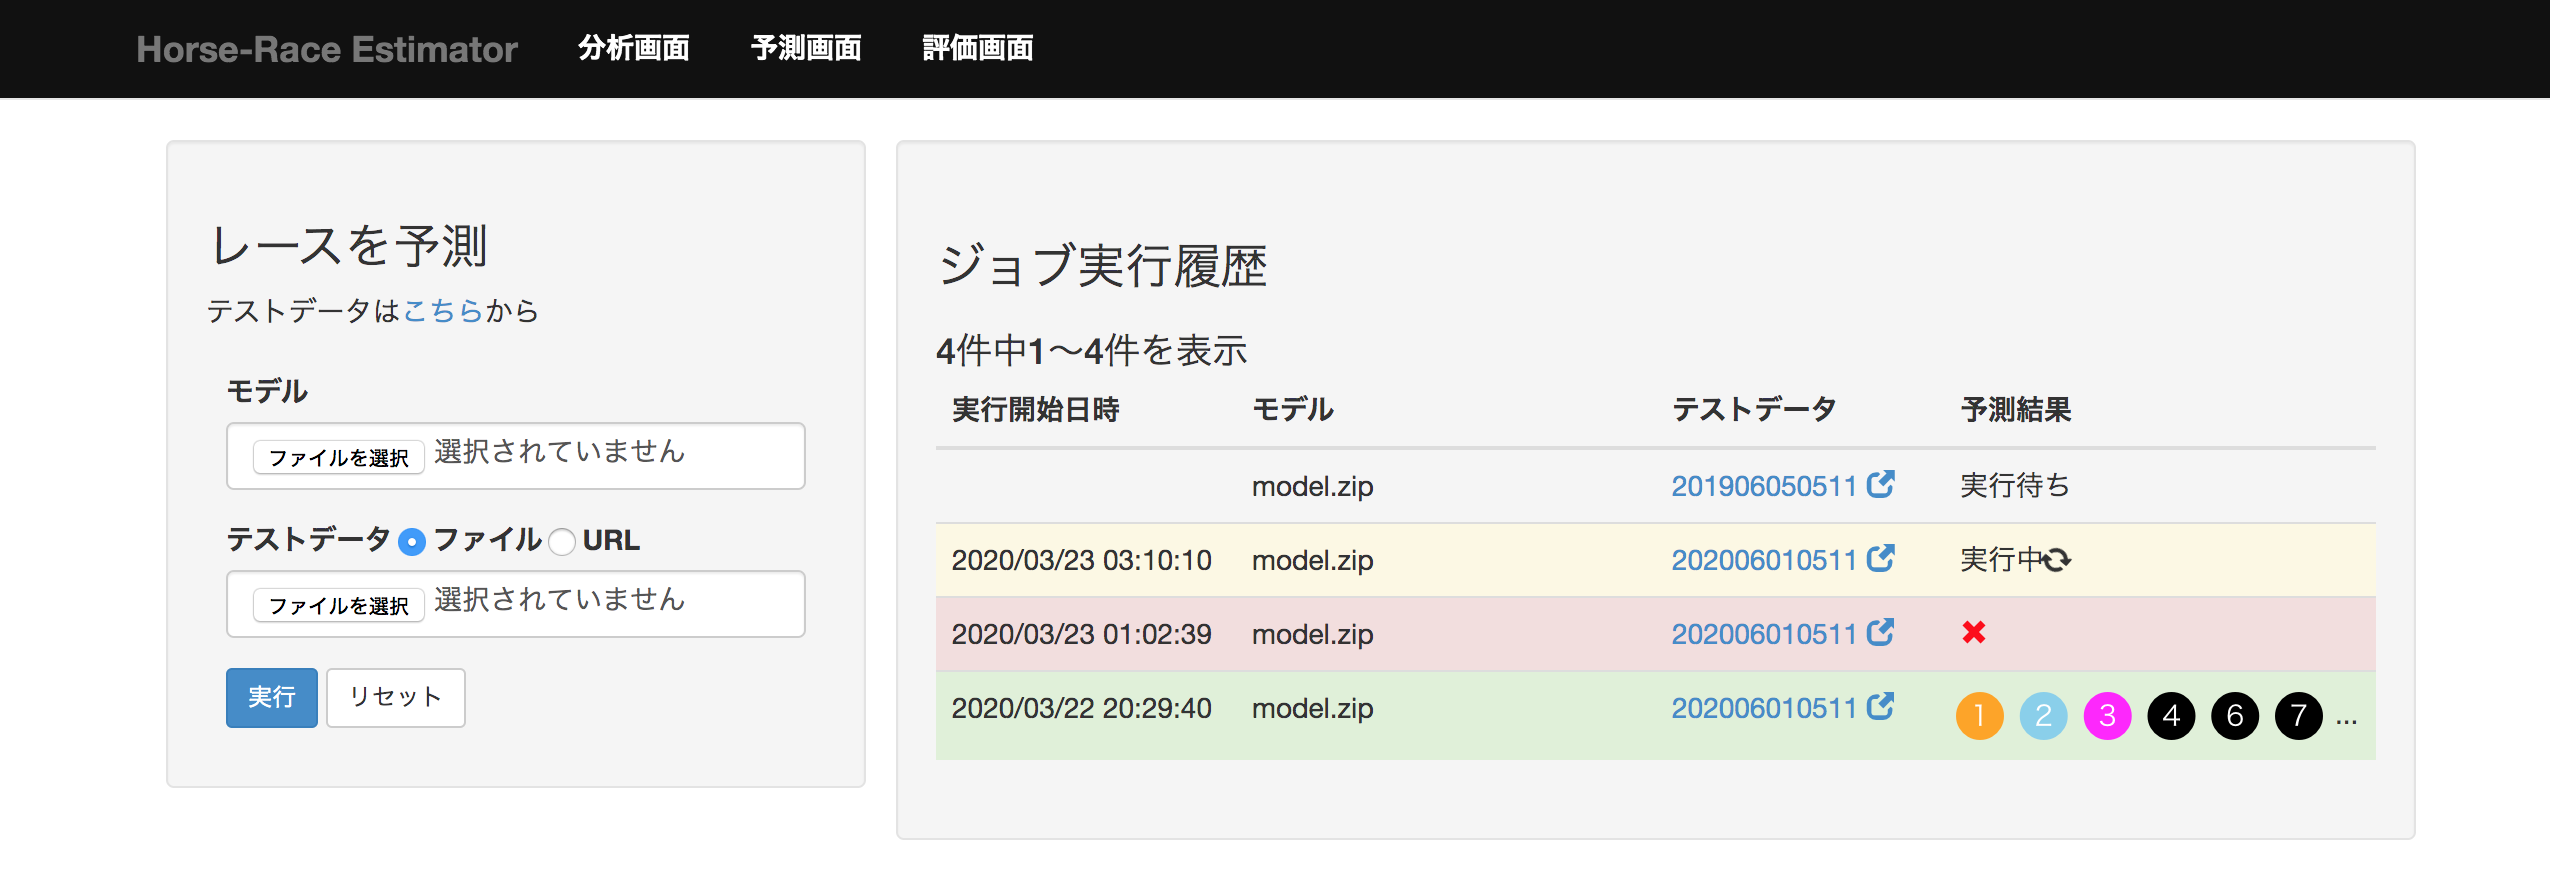 Horse-Race Estimator 分析画面 予測画面 評価画面
レースを予測
テストデータはこちらから
モデル
ファイルを選択 選択されていません
テストデータ ファイル URL
ファイルを選択 選択されていません
実行 リセット
ジョブ実行履歴
4件中1〜4件を表示
実行開始日時 モデル テストデータ 予測結果
model.zip 201906050511 実行待ち
2020/03/23 03:10:10 model.zip 202006010511 実行中
2020/03/23 01:02:39 model.zip 202006010511
2020/03/22 20:29:40 model.zip 202006010511 1 2 3 4 6 7 ...